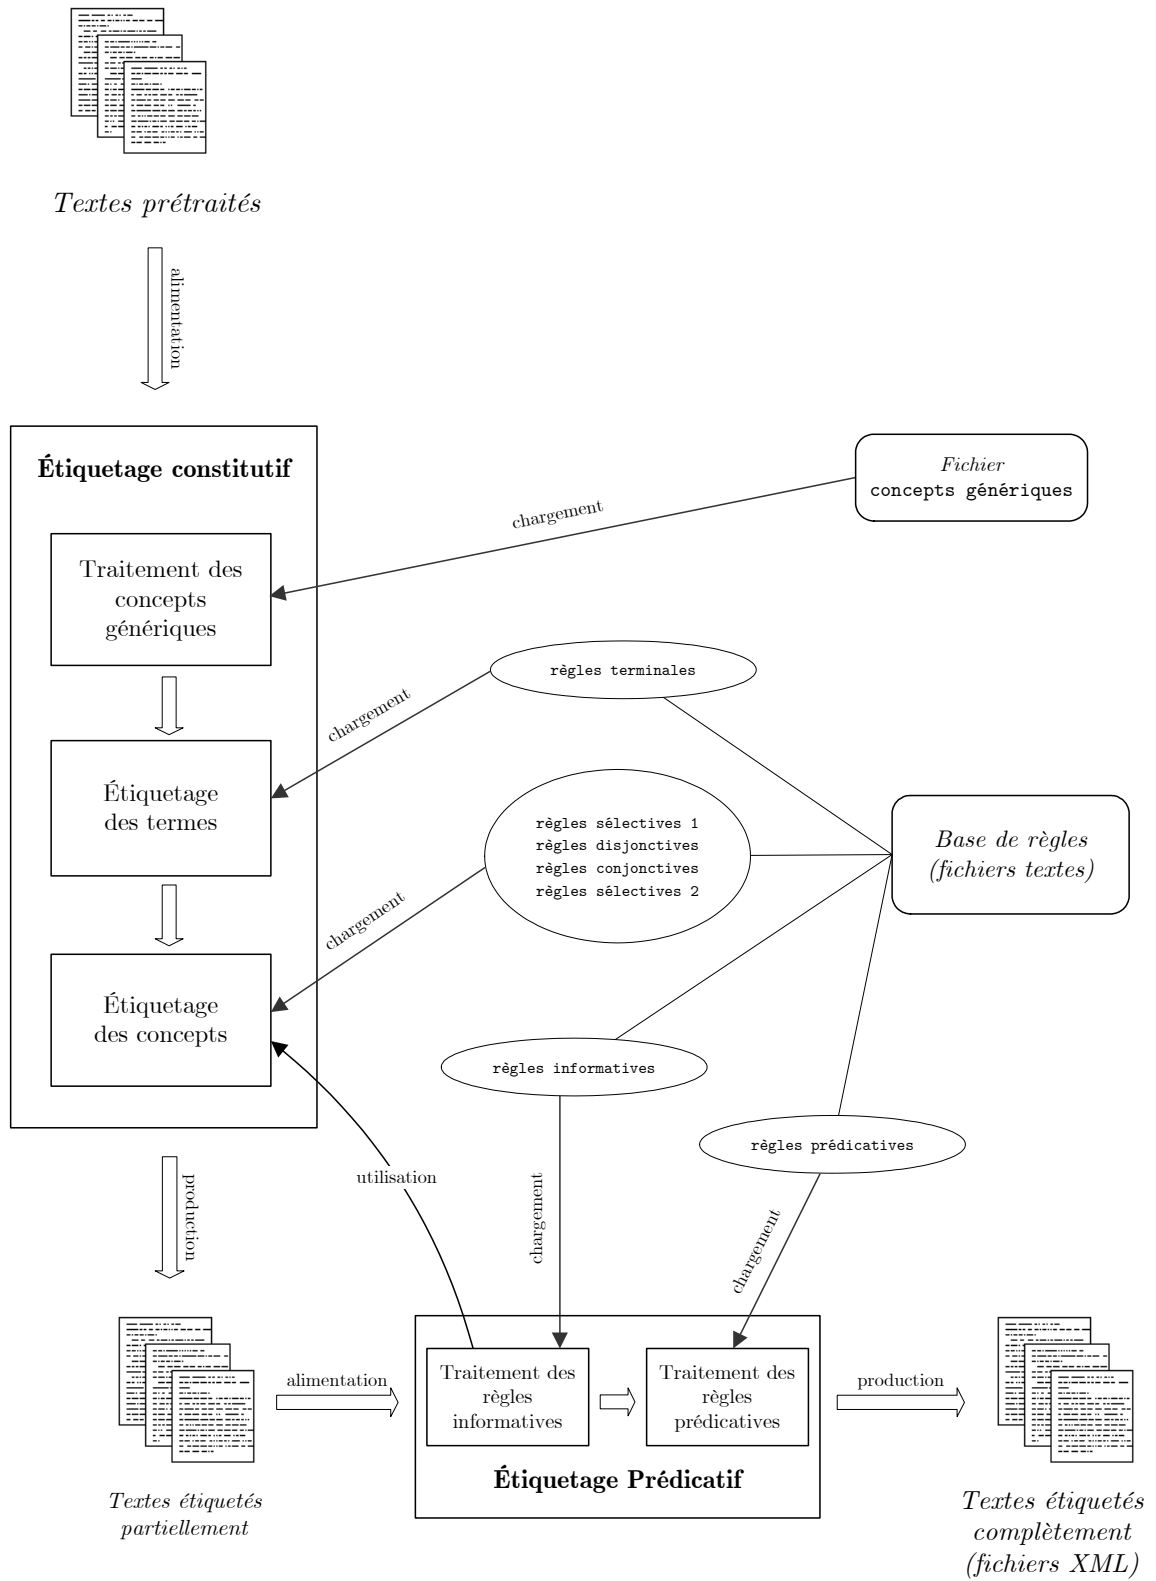 Textes prétraités
alimentation
Étiquetage constitutif
Fichier
concepts génériques
chargement
Traitement des
concepts
génériques
règles terminales
chargement
Étiquetage
des termes
règles sélectives 1
règles disjonctives
règles conjonctives
règles sélectives 2
Base de règles
(fichiers textes)
chargement
Étiquetage
des concepts
règles informatives
règles prédicatives
utilisation
production
chargement
chargement
alimentation
Traitement des
règles
informatives
Traitement des
règles
prédicatives
production
Étiquetage Prédicatif
Textes étiquetés
partiellement
Textes étiquetés
complètement
(fichiers XML)